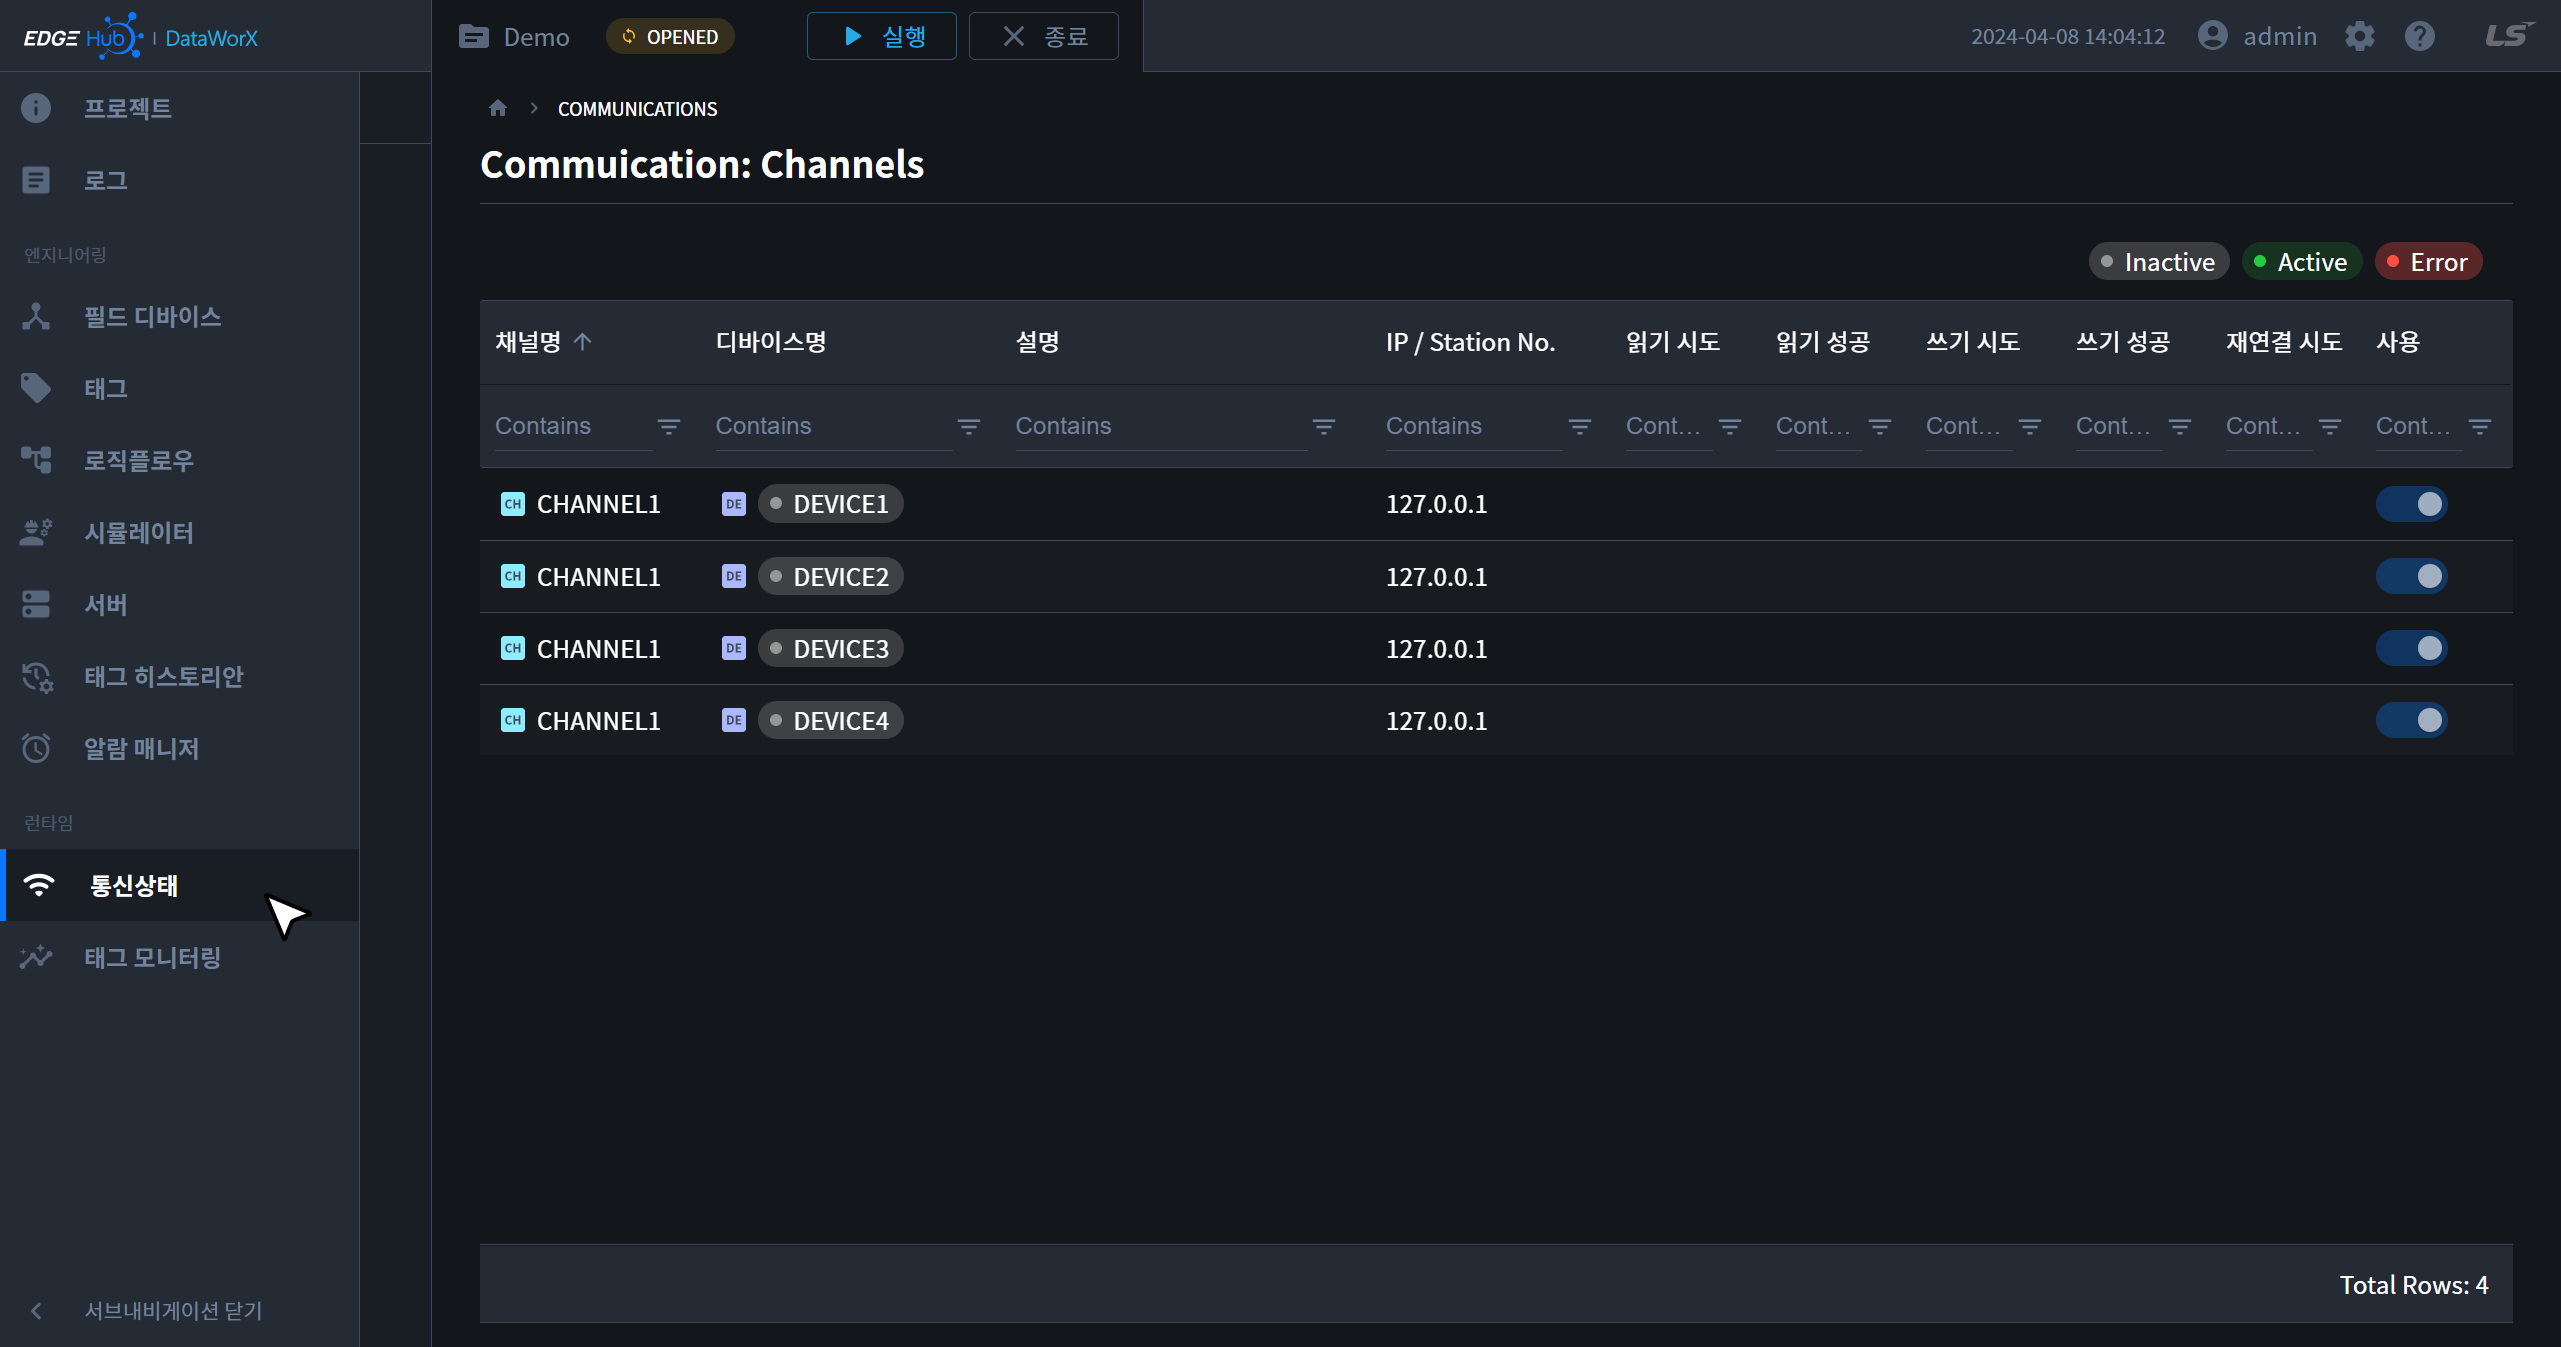 EDGE Hub | DataWorX
Demo OPENED 실행 종료 2024-04-08 14:04:12 admin LS
프로젝트
로그
엔지니어링
필드 디바이스
태그
로직플로우
시뮬레이터
서버
태그 히스토리안
알람 매니저
런타임
통신상태
태그 모니터링
서브내비게이션 닫기
COMMUNICATIONS
Commuication: Channels
Inactive Active Error
채널명 디바이스명 설명 IP / Station No. 읽기 시도 읽기 성공 쓰기 시도 쓰기 성공 재연결 시도 사용
Contains Contains Contains Contains Cont... Cont... Cont... Cont... Cont... Cont...
CH CHANNEL1 DE DEVICE1 127.0.0.1
CH CHANNEL1 DE DEVICE2 127.0.0.1
CH CHANNEL1 DE DEVICE3 127.0.0.1
CH CHANNEL1 DE DEVICE4 127.0.0.1
Total Rows: 4